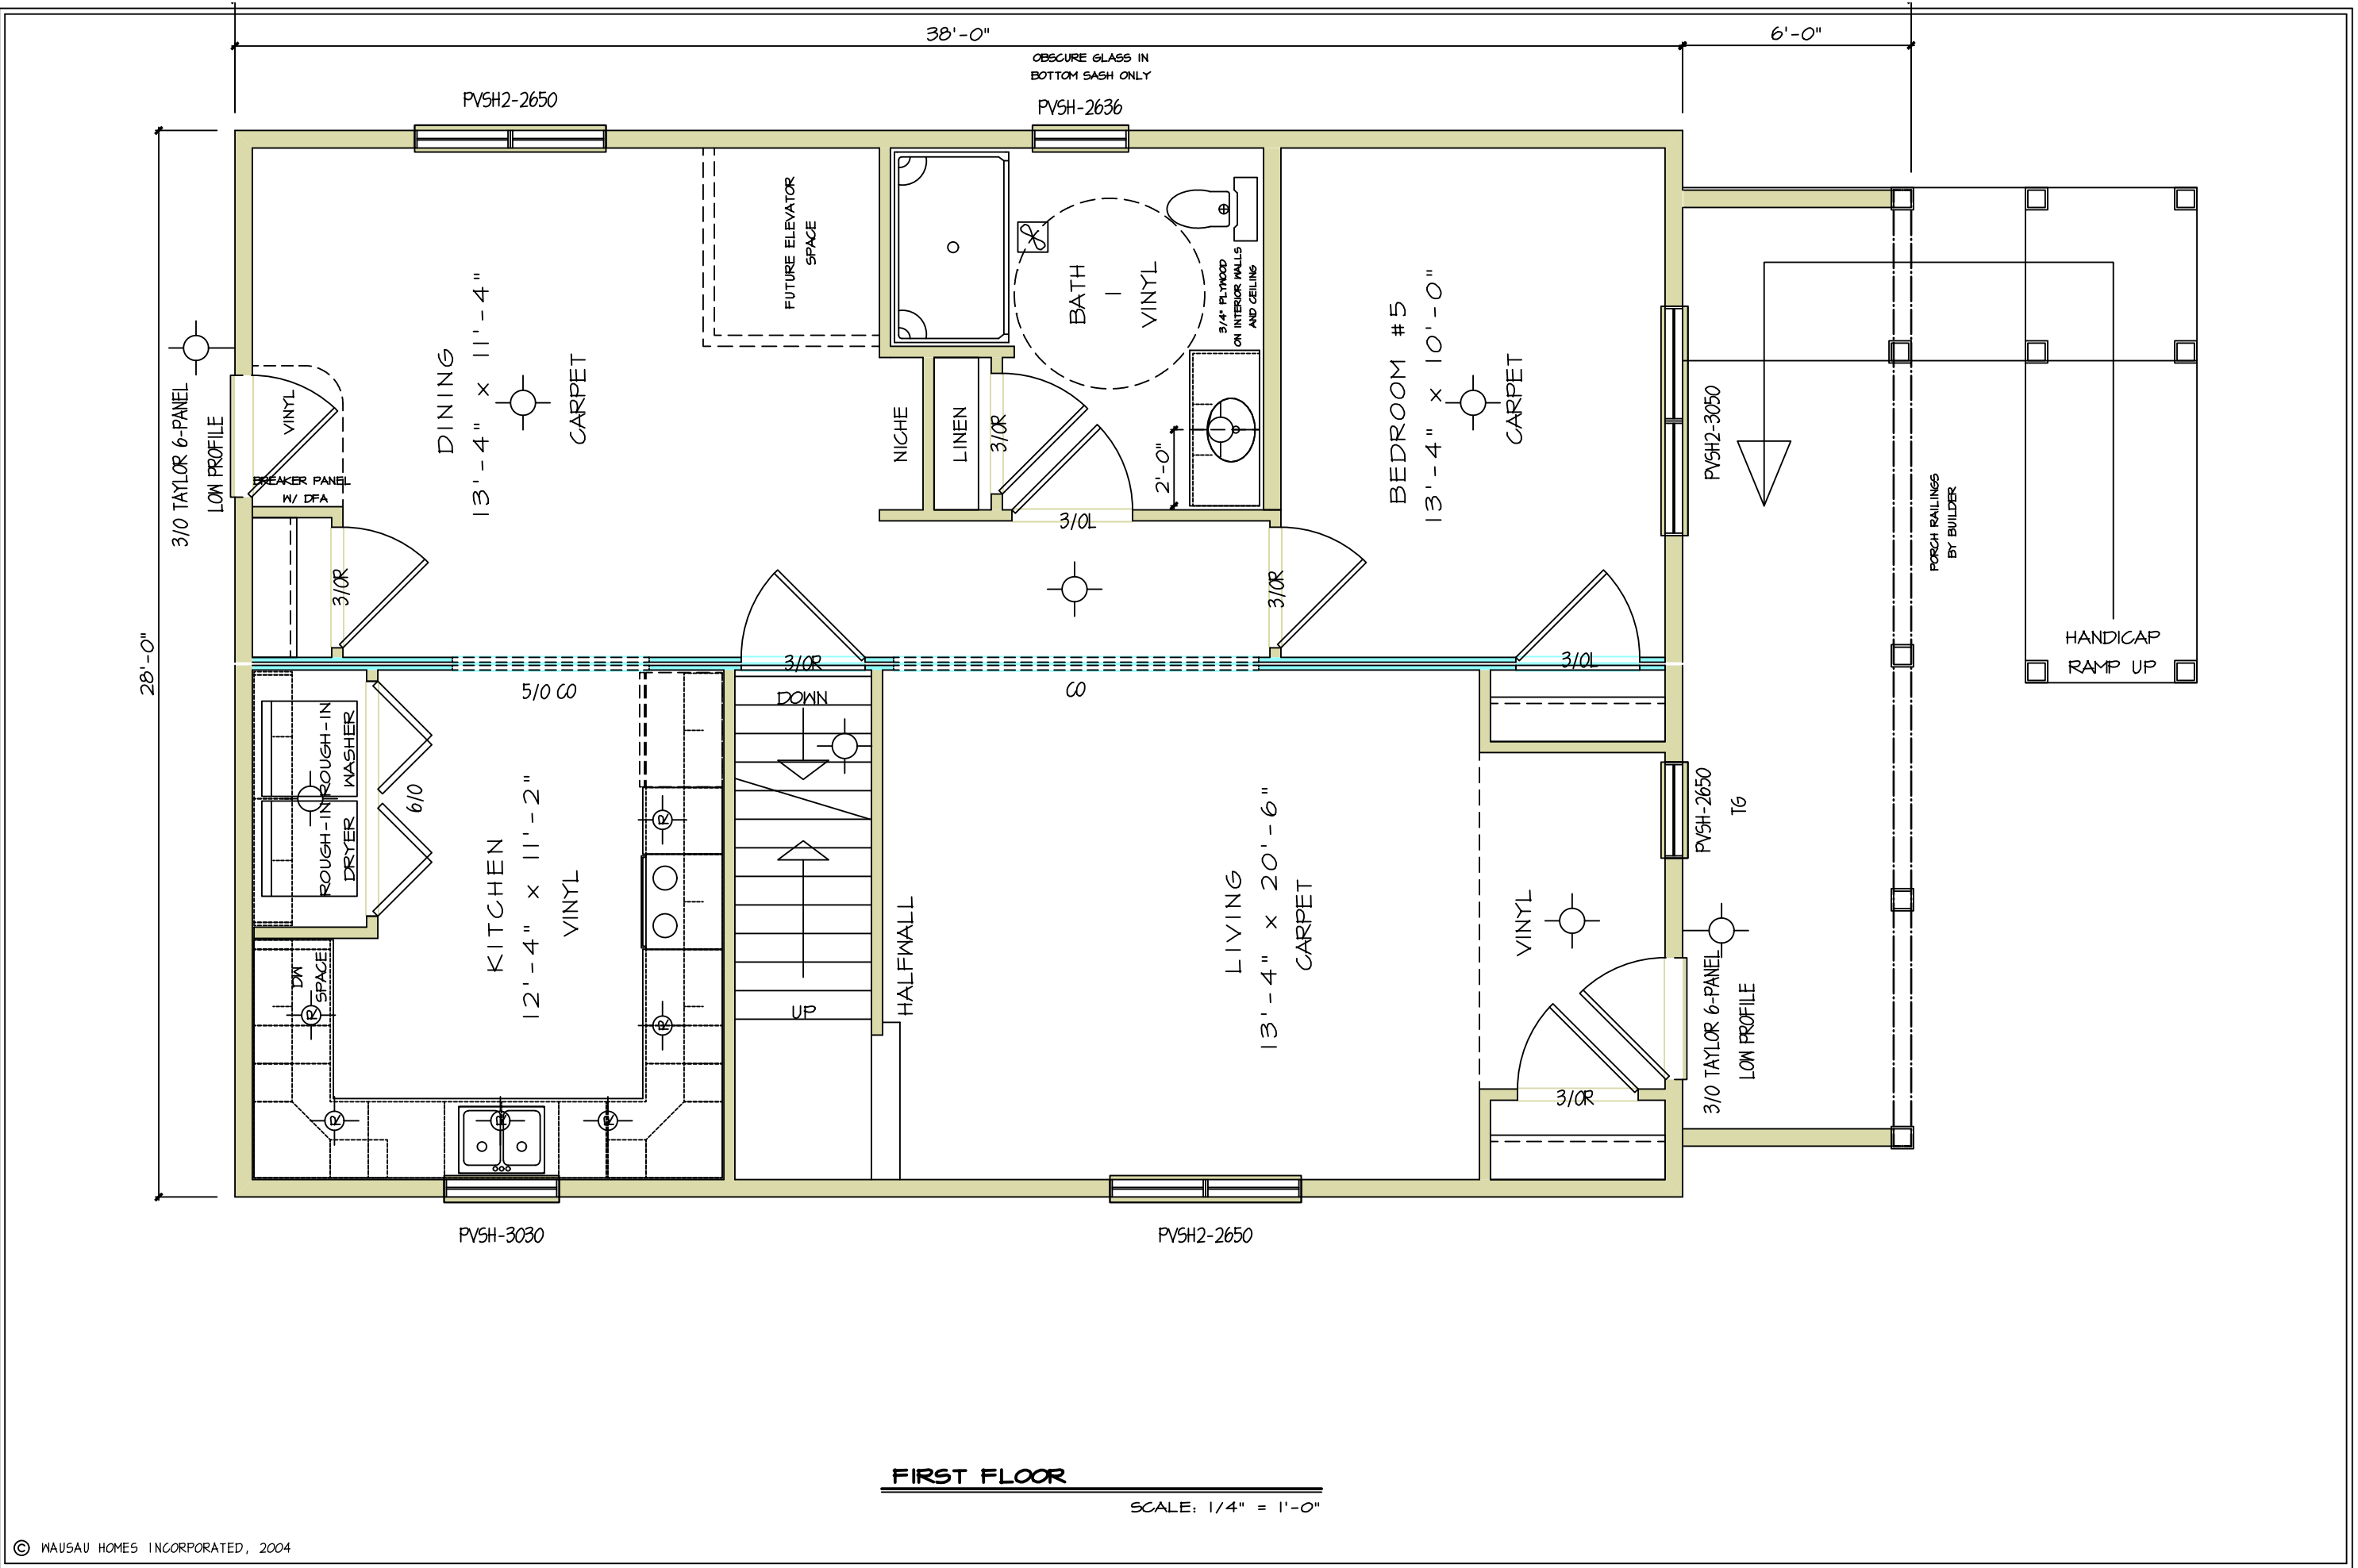 38'-0"
6'-0"
OBSCURE GLASS IN
BOTTOM SASH ONLY
PVSH2-2650
PVSH-2636
FUTURE ELEVATOR
SPACE
DINING
13'-4" x 11'-4"
CARPET
BATH
1
VINYL
3/4" PLYWOOD
ON INTERIOR WALLS
AND CEILING
BEDROOM #5
13'-4" x 10'-0"
CARPET
3/0 TAYLOR 6-PANEL
LOW PROFILE
VINYL
BREAKER PANEL
W/ DFA
NICHE
LINEN
3/0R
2'-0"
3/0L
PVSH2-3050
PORCH RAILINGS
BY BUILDER
HANDICAP
RAMP UP
3/0R
3/0R
28'-0"
3/0R
3/0L
5/0 CO
CO
DOWN
ROUGH-IN
WASHER
ROUGH-IN
DRYER
6/0
KITCHEN
12'-4" x 11'-2"
VINYL
R
R
R
R
R
R
DW
SPACE
UP
HALFWALL
LIVING
13'-4" x 20'-6"
CARPET
VINYL
PVSH-2650
TG
3/0 TAYLOR 6-PANEL
LOW PROFILE
3/0R
PVSH-3030
PVSH2-2650
FIRST FLOOR
SCALE: 1/4" = 1'-0"
© WAUSAU HOMES INCORPORATED, 2004